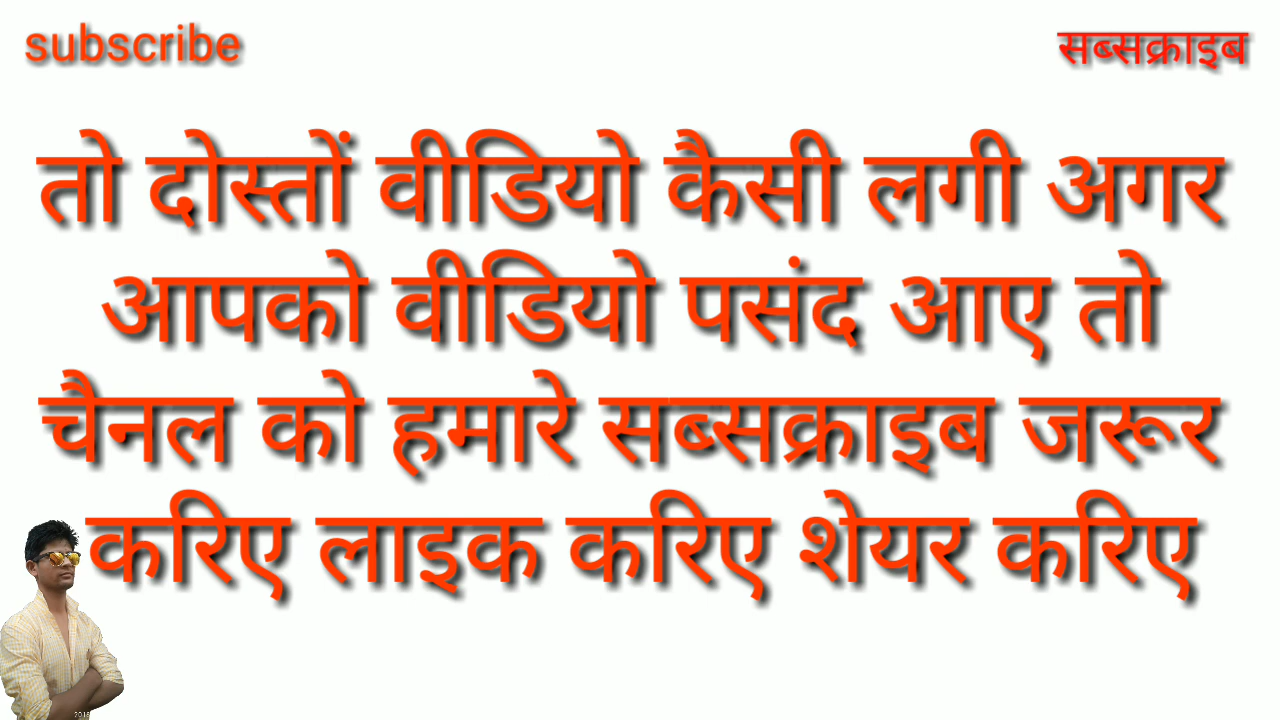 subscribe
सब्सक्राइब
तो दोस्तों वीडियो कैसी लगी अगर
आपको वीडियो पसंद आए तो
चैनल को हमारे सब्सक्राइब जरूर
करिए लाइक करिए शेयर करिए